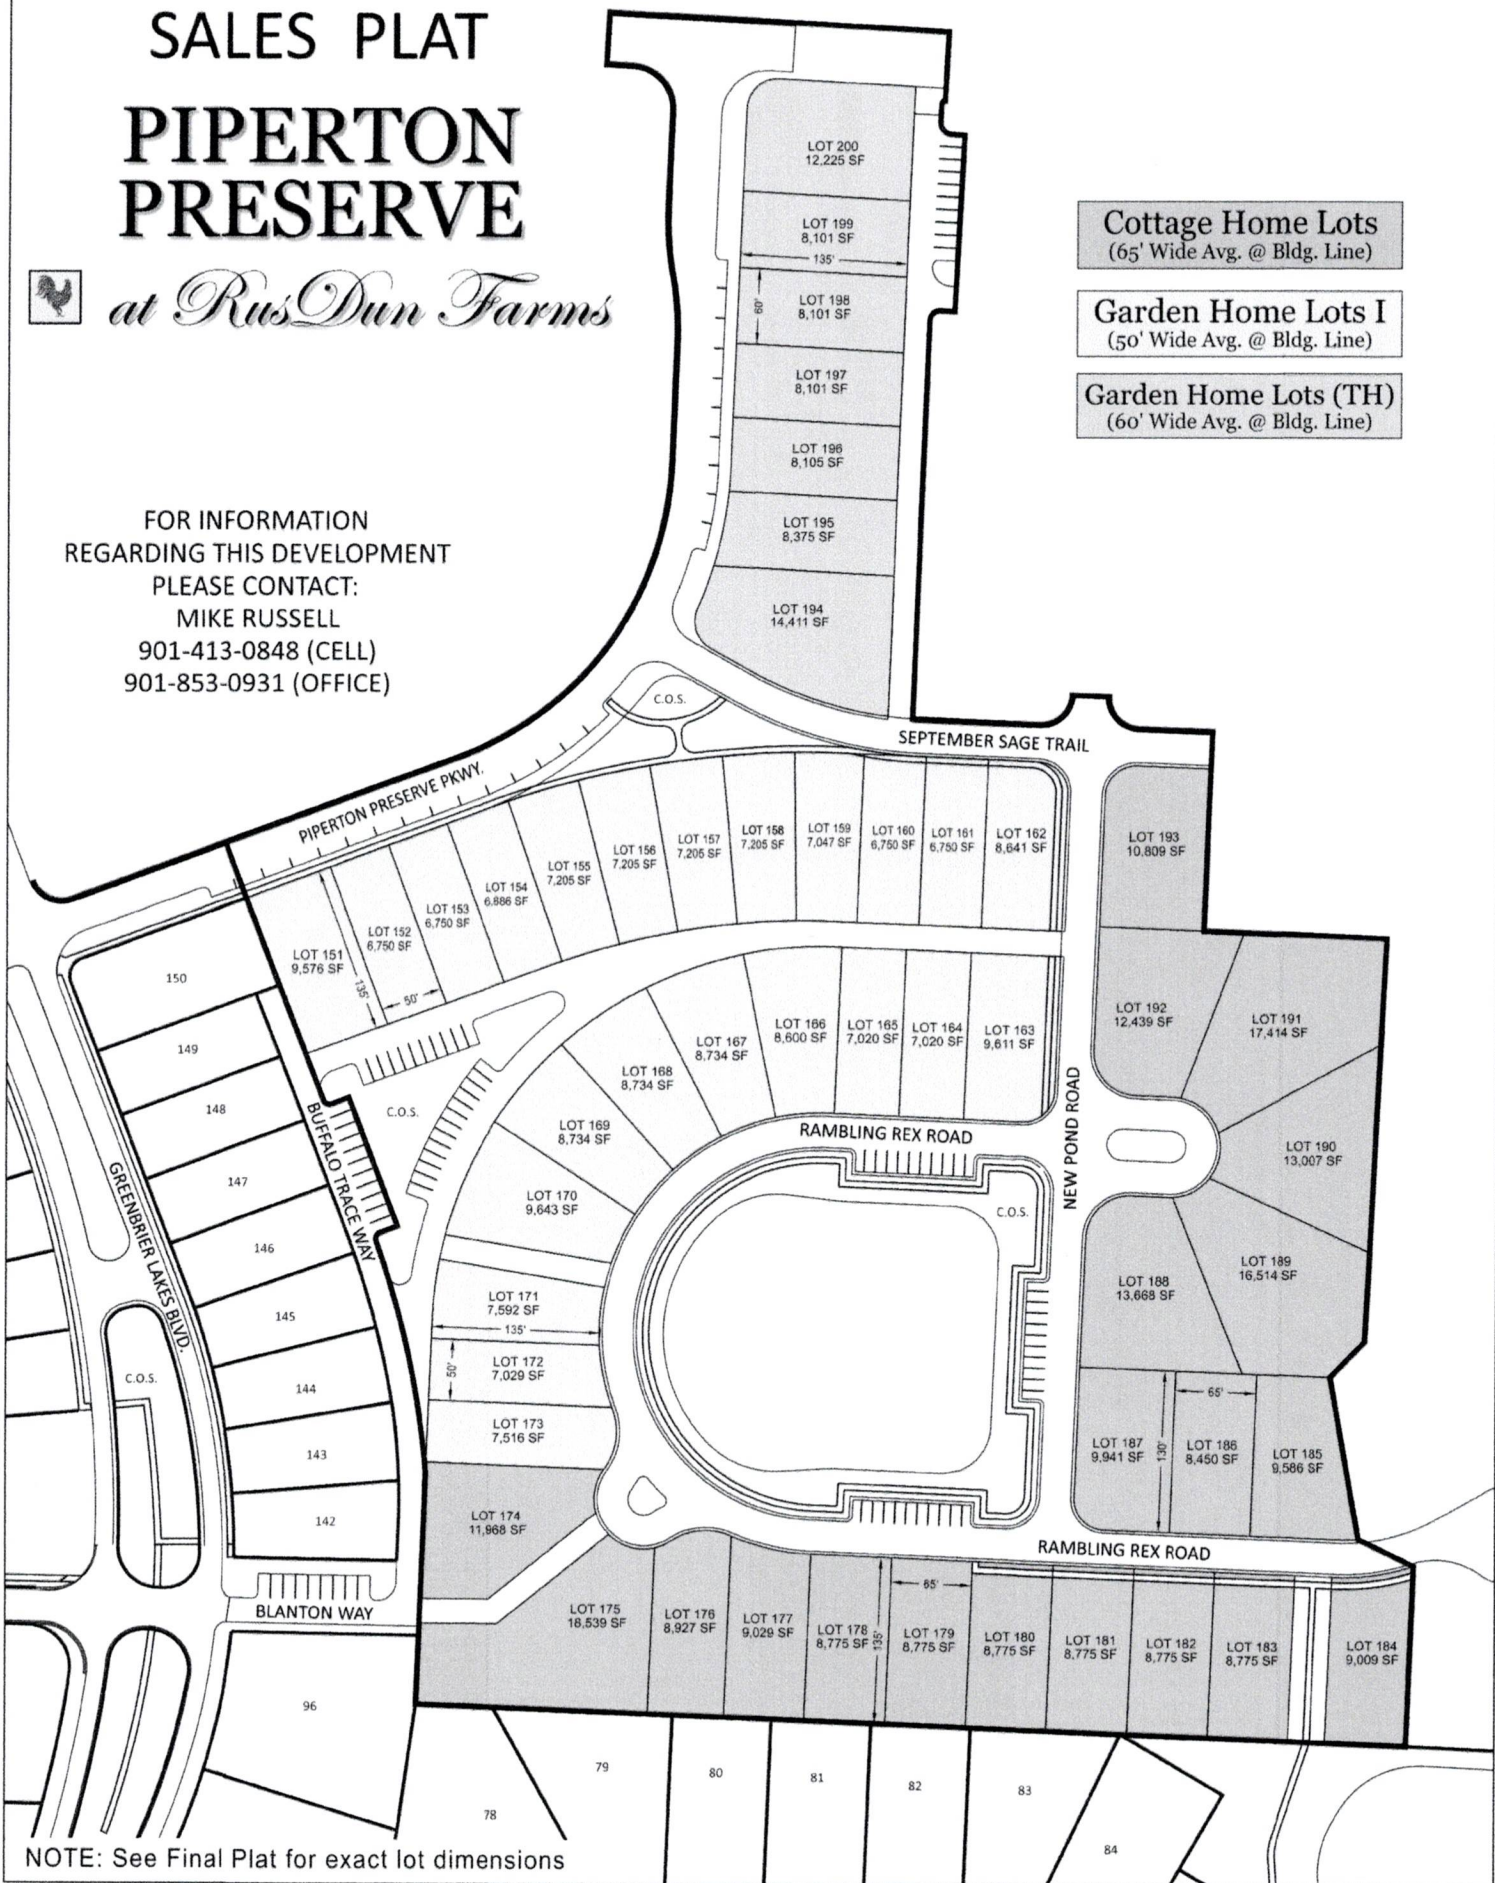 SALES PLAT
PIPERTON
PRESERVE
at RusDun Farms
FOR INFORMATION
REGARDING THIS DEVELOPMENT
PLEASE CONTACT:
MIKE RUSSELL
901-413-0848 (CELL)
901-853-0931 (OFFICE)
Cottage Home Lots
(65' Wide Avg. @ Bldg. Line)
Garden Home Lots I
(50' Wide Avg. @ Bldg. Line)
Garden Home Lots (TH)
(60' Wide Avg. @ Bldg. Line)
LOT 200
12,225 SF
LOT 199
8,101 SF
135'
LOT 198
8,101 SF
60'
LOT 197
8,101 SF
LOT 196
8,105 SF
LOT 195
8,375 SF
LOT 194
14,411 SF
C.O.S.
SEPTEMBER SAGE TRAIL
PIPERTON PRESERVE PKWY.
LOT 151
9,576 SF
135'
LOT 152
6,750 SF
50'
LOT 153
6,750 SF
LOT 154
6,886 SF
LOT 155
7,205 SF
LOT 156
7,205 SF
LOT 157
7,205 SF
LOT 158
7,205 SF
LOT 159
7,047 SF
LOT 160
6,750 SF
LOT 161
6,750 SF
LOT 162
8,641 SF
LOT 193
10,809 SF
LOT 192
12,439 SF
LOT 191
17,414 SF
LOT 190
13,007 SF
LOT 189
16,514 SF
LOT 188
13,668 SF
LOT 187
9,941 SF
130'
65'
LOT 186
8,450 SF
LOT 185
9,586 SF
NEW POND ROAD
LOT 163
9,611 SF
LOT 164
7,020 SF
LOT 165
7,020 SF
LOT 166
8,600 SF
LOT 167
8,734 SF
LOT 168
8,734 SF
LOT 169
8,734 SF
LOT 170
9,643 SF
LOT 171
7,592 SF
135'
LOT 172
7,029 SF
50'
LOT 173
7,516 SF
LOT 174
11,968 SF
RAMBLING REX ROAD
C.O.S.
C.O.S.
BUFFALO TRACE WAY
GREENBRIER LAKES BLVD.
C.O.S.
150
149
148
147
146
145
144
143
142
BLANTON WAY
RAMBLING REX ROAD
LOT 175
18,539 SF
LOT 176
8,927 SF
LOT 177
9,029 SF
LOT 178
8,775 SF
135'
65'
LOT 179
8,775 SF
LOT 180
8,775 SF
LOT 181
8,775 SF
LOT 182
8,775 SF
LOT 183
8,775 SF
LOT 184
9,009 SF
96
78
79
80
81
82
83
84
NOTE: See Final Plat for exact lot dimensions